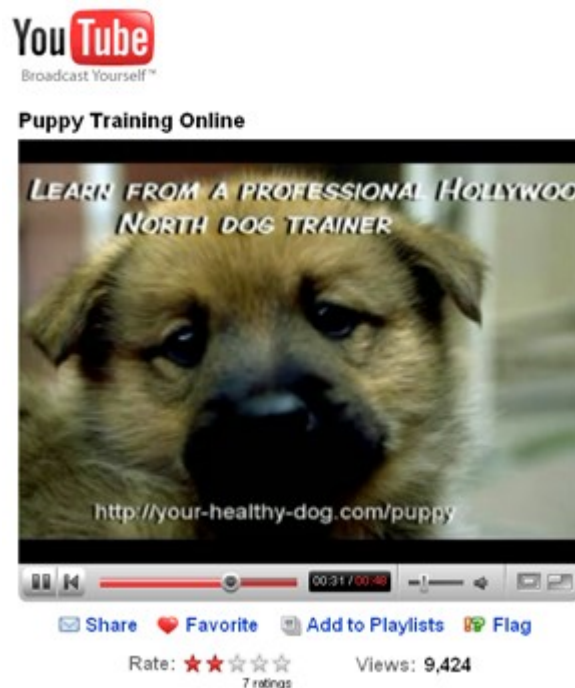 You Tube
Broadcast Yourself™
Puppy Training Online
LEARN FROM A PROFESSIONAL HOLLYWOO
NORTH DOG TRAINER
http://your-healthy-dog.com/puppy
00:31 / 00:48
Share Favorite Add to Playlists Flag
Rate: Views: 9,424
7 ratings